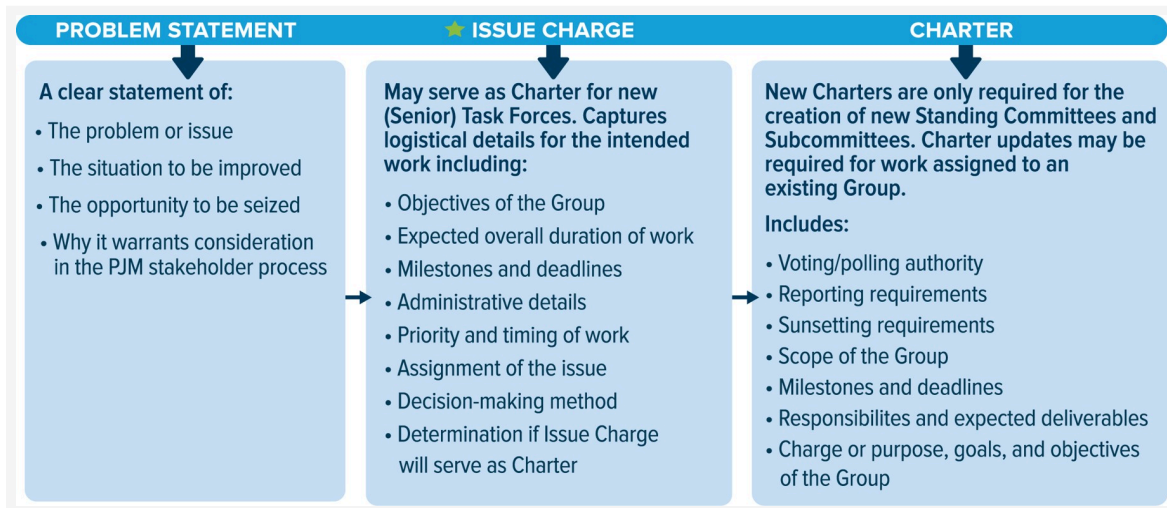 PROBLEM STATEMENT
A clear statement of:
• The problem or issue
• The situation to be improved
• The opportunity to be seized
• Why it warrants consideration
in the PJM stakeholder process
ISSUE CHARGE
May serve as Charter for new
(Senior) Task Forces. Captures
logistical details for the intended
work including:
• Objectives of the Group
• Expected overall duration of work
• Milestones and deadlines
• Administrative details
• Priority and timing of work
• Assignment of the issue
• Decision-making method
• Determination if Issue Charge
will serve as Charter
CHARTER
New Charters are only required for the
creation of new Standing Committees and
Subcommittees. Charter updates may be
required for work assigned to an
existing Group.
Includes:
• Voting/polling authority
• Reporting requirements
• Sunsetting requirements
• Scope of the Group
• Milestones and deadlines
• Responsibilites and expected deliverables
• Charge or purpose, goals, and objectives
of the Group